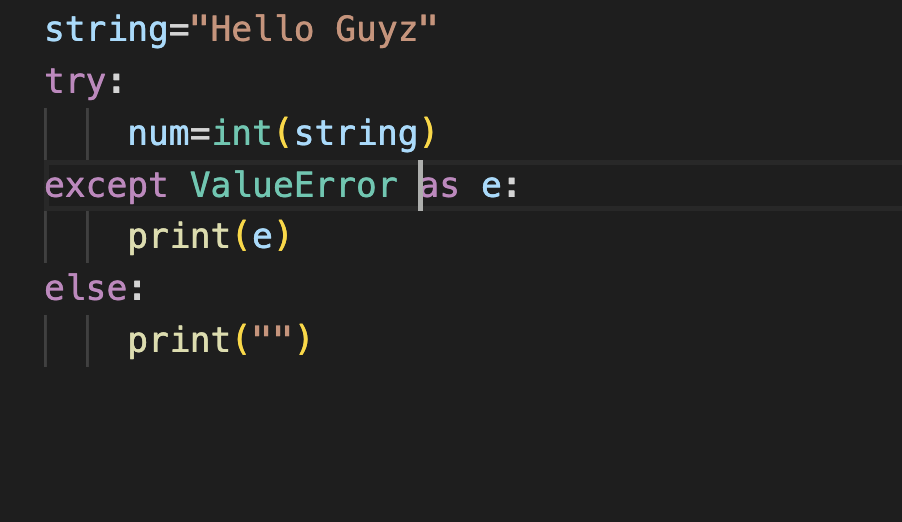 string="Hello Guyz"
try:
    num=int(string)
except ValueError as e:
    print(e)
else:
    print("")